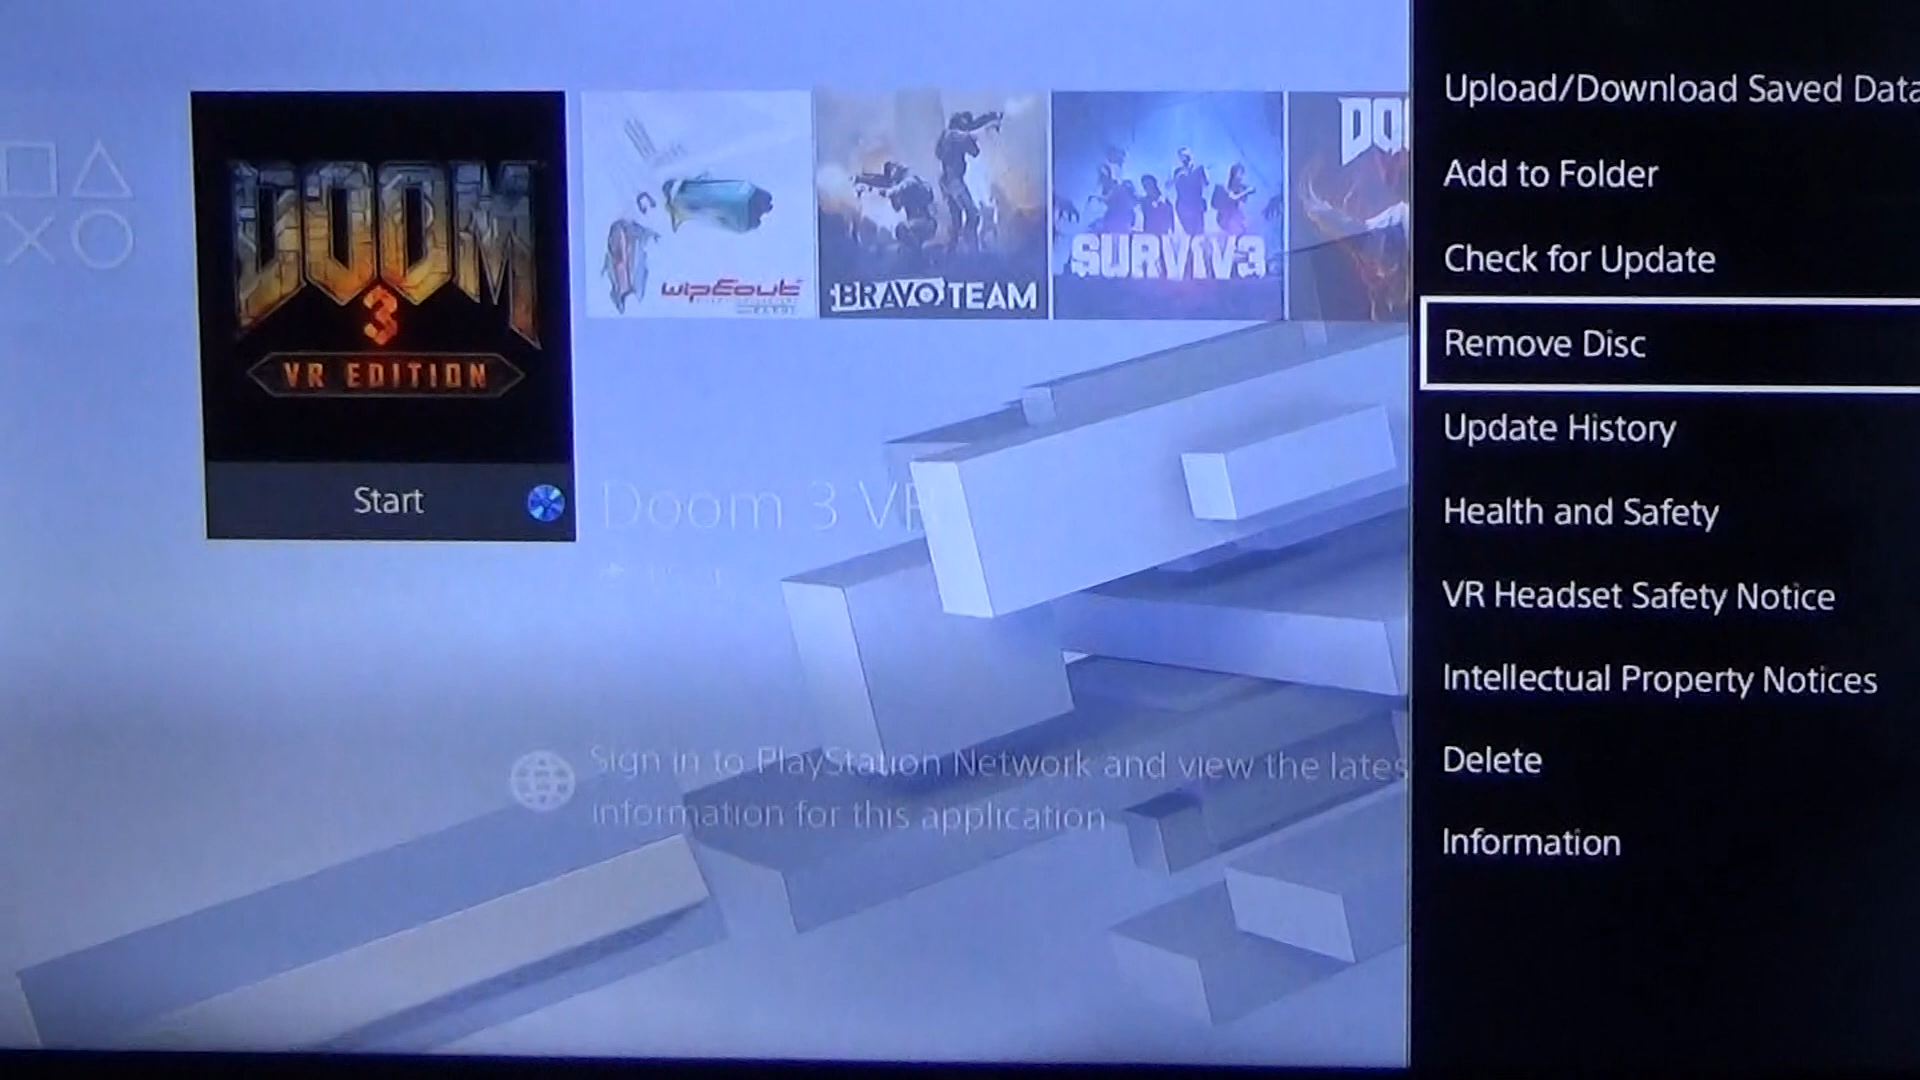 DOOM
3
VR EDITION
Start
wipEout
BRAVO TEAM
SURV1V3
DOO
Doom 3 VR
Sign in to PlayStation Network and view the lates
information for this application
Upload/Download Saved Data
Add to Folder
Check for Update
Remove Disc
Update History
Health and Safety
VR Headset Safety Notice
Intellectual Property Notices
Delete
Information